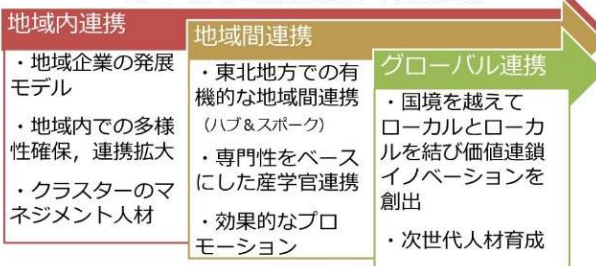 地域内連携
・地域企業の発展
モデル
・地域内での多様
性確保，連携拡大
・クラスターのマ
ネジメント人材
地域間連携
・東北地方での有
機的な地域間連携
（ハブ＆スポーク）
・専門性をベース
にした産学官連携
・効果的なプロ
モーション
グローバル連携
・国境を越えて
ローカルとローカ
ルを結び価値連鎖
イノベーションを
創出
・次世代人材育成